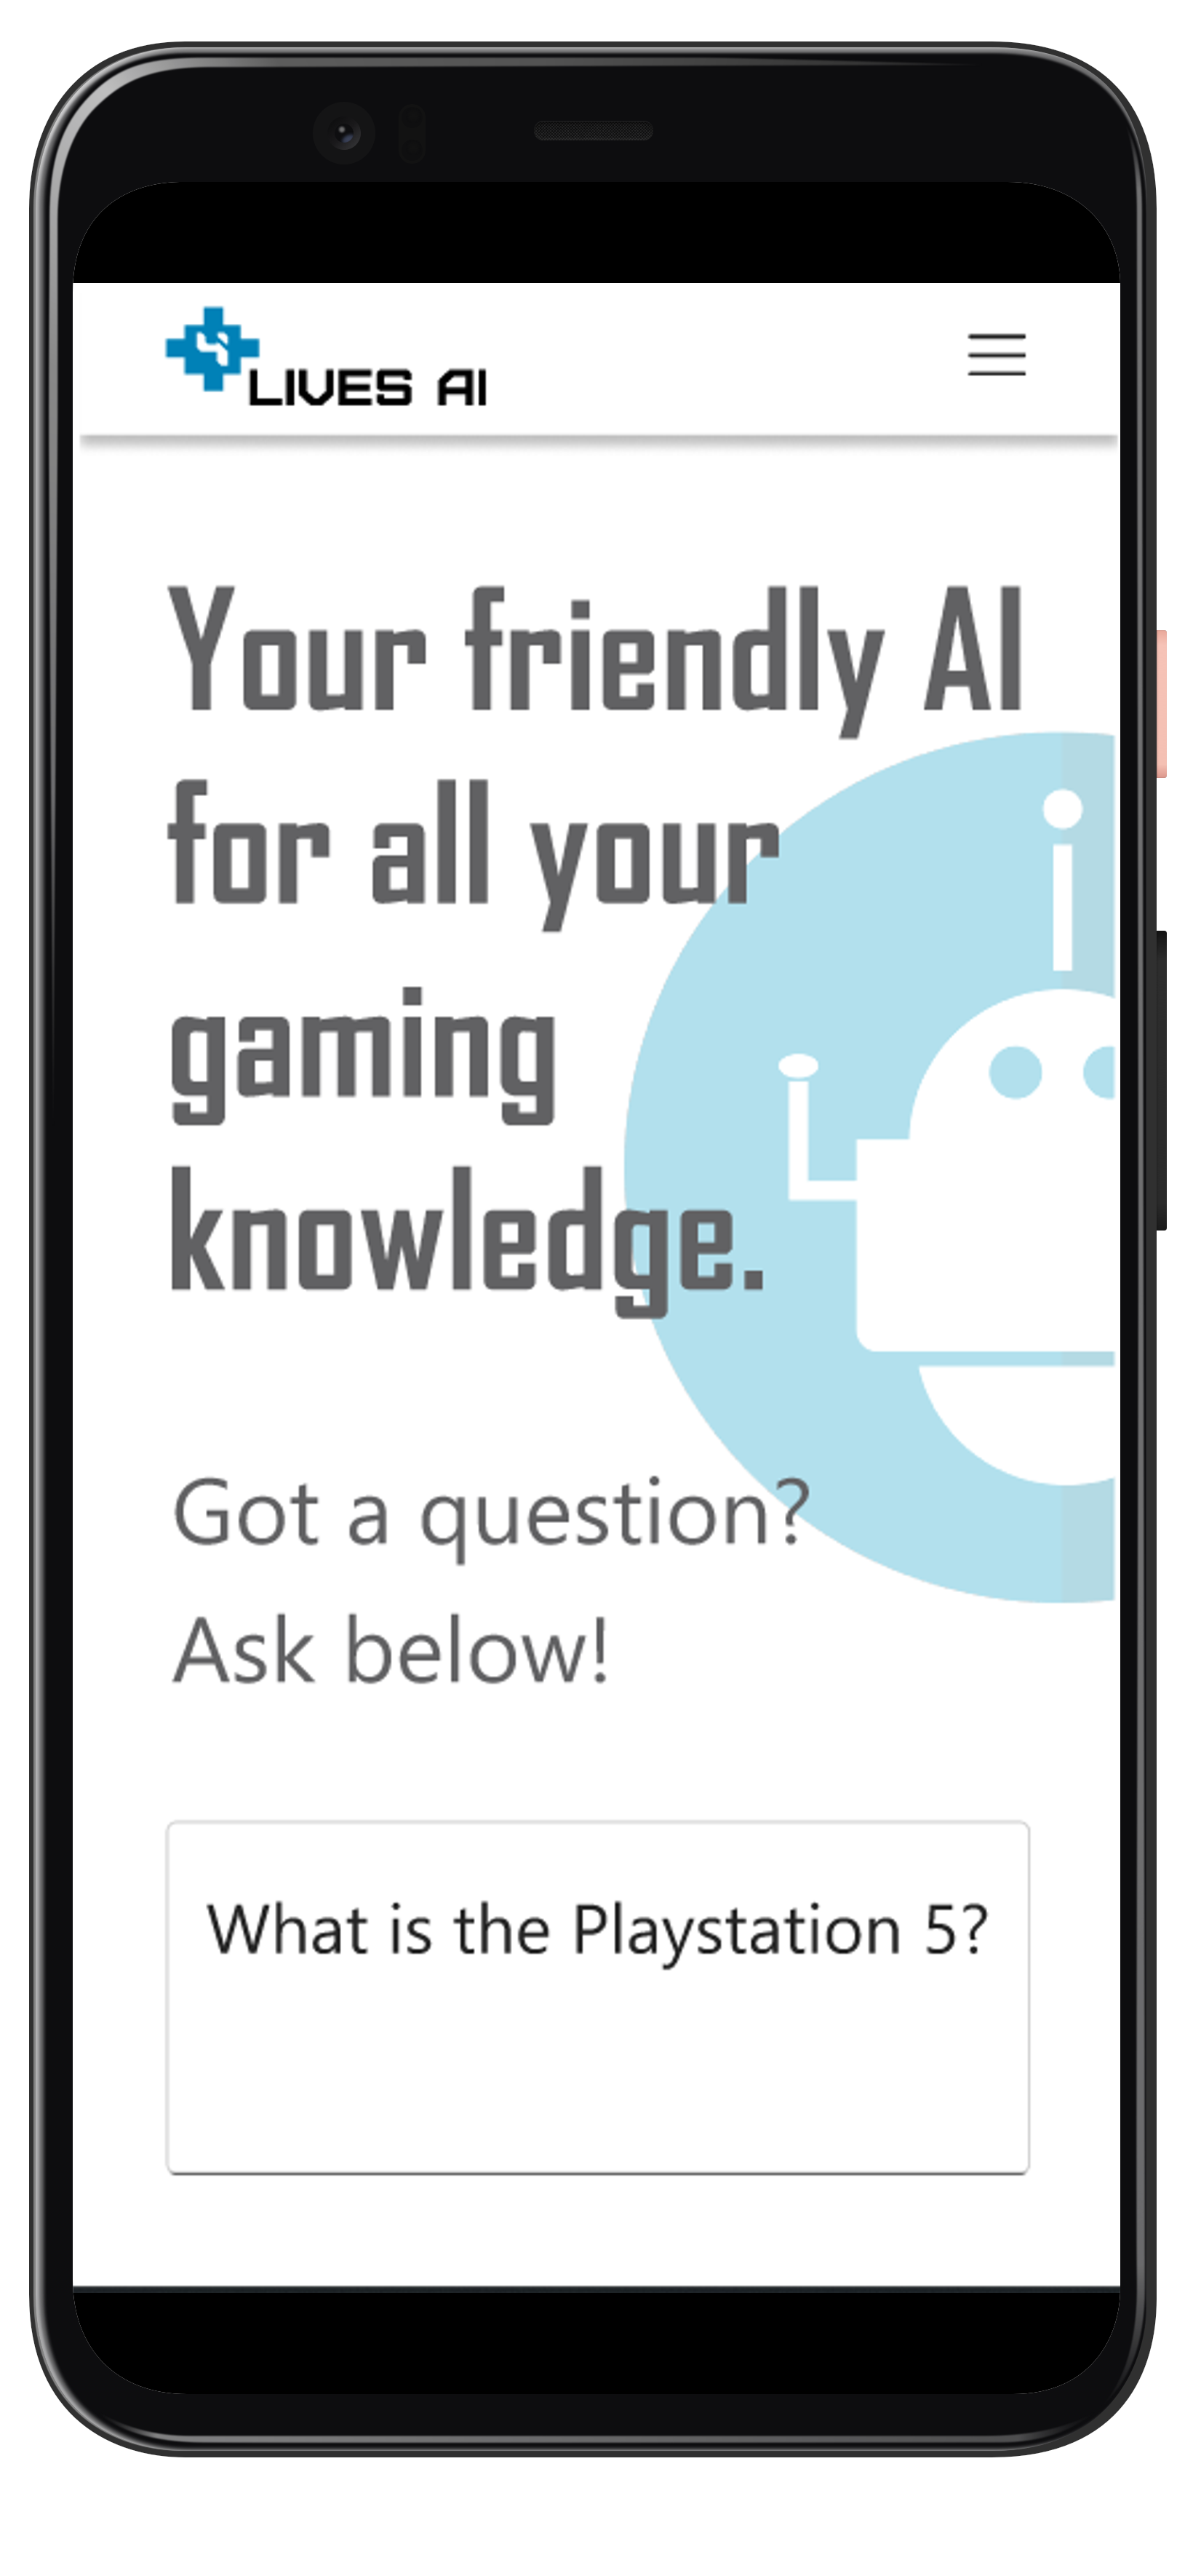 LIVES AI
Your friendly AI
for all your
gaming
knowledge.
Got a question?
Ask below!
What is the Playstation 5?